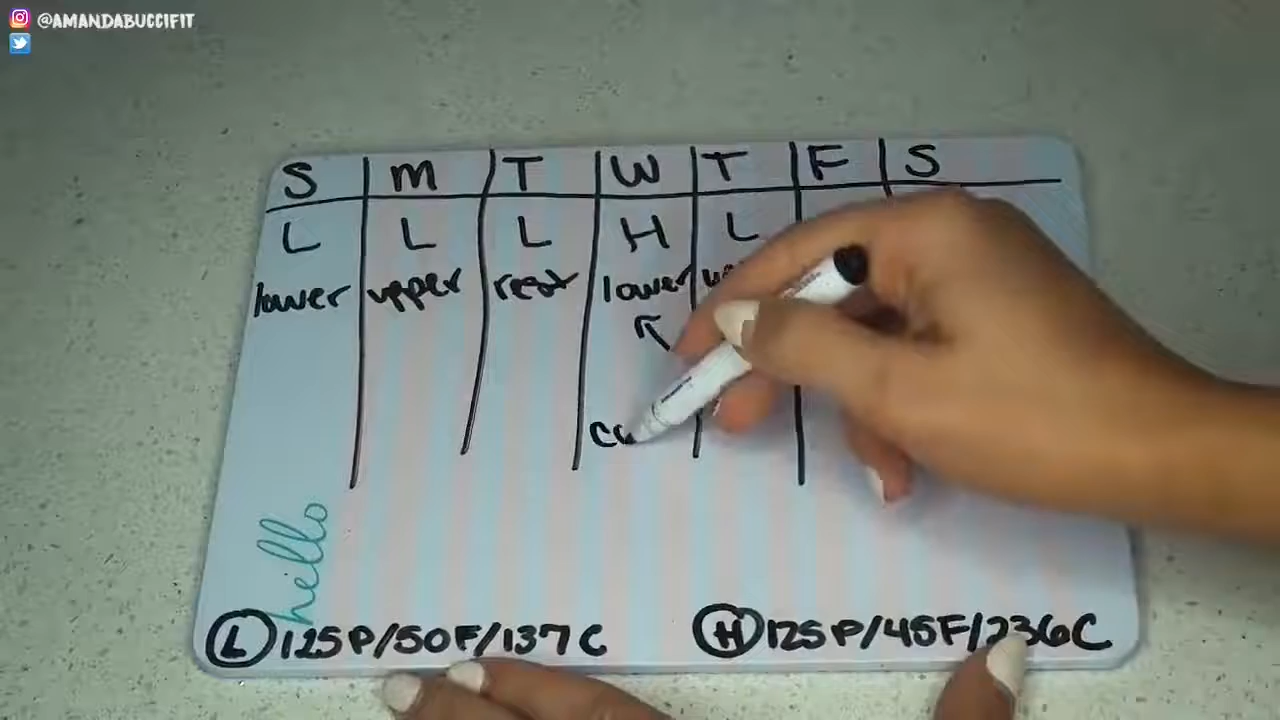 @AMANDABUCCIFIT
S M T W T F S
L L L H L
lower upper rest lower
hello
L 125P/50F/137C
H 125P/45F/236C